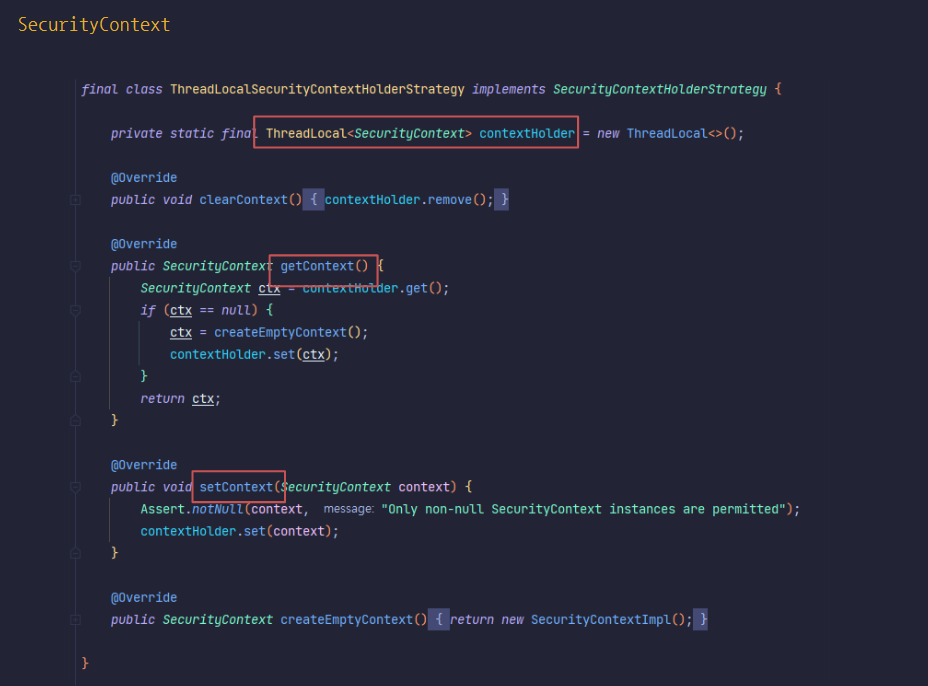 SecurityContext
final class ThreadLocalSecurityContextHolderStrategy implements SecurityContextHolderStrategy {
private static final ThreadLocal<SecurityContext> contextHolder = new ThreadLocal<>();
@Override
public void clearContext() { contextHolder.remove(); }
@Override
public SecurityContext getContext() {
SecurityContext ctx = contextHolder.get();
if (ctx == null) {
ctx = createEmptyContext();
contextHolder.set(ctx);
}
return ctx;
}
@Override
public void setContext(SecurityContext context) {
Assert.notNull(context, message: "Only non-null SecurityContext instances are permitted");
contextHolder.set(context);
}
@Override
public SecurityContext createEmptyContext() { return new SecurityContextImpl(); }
}